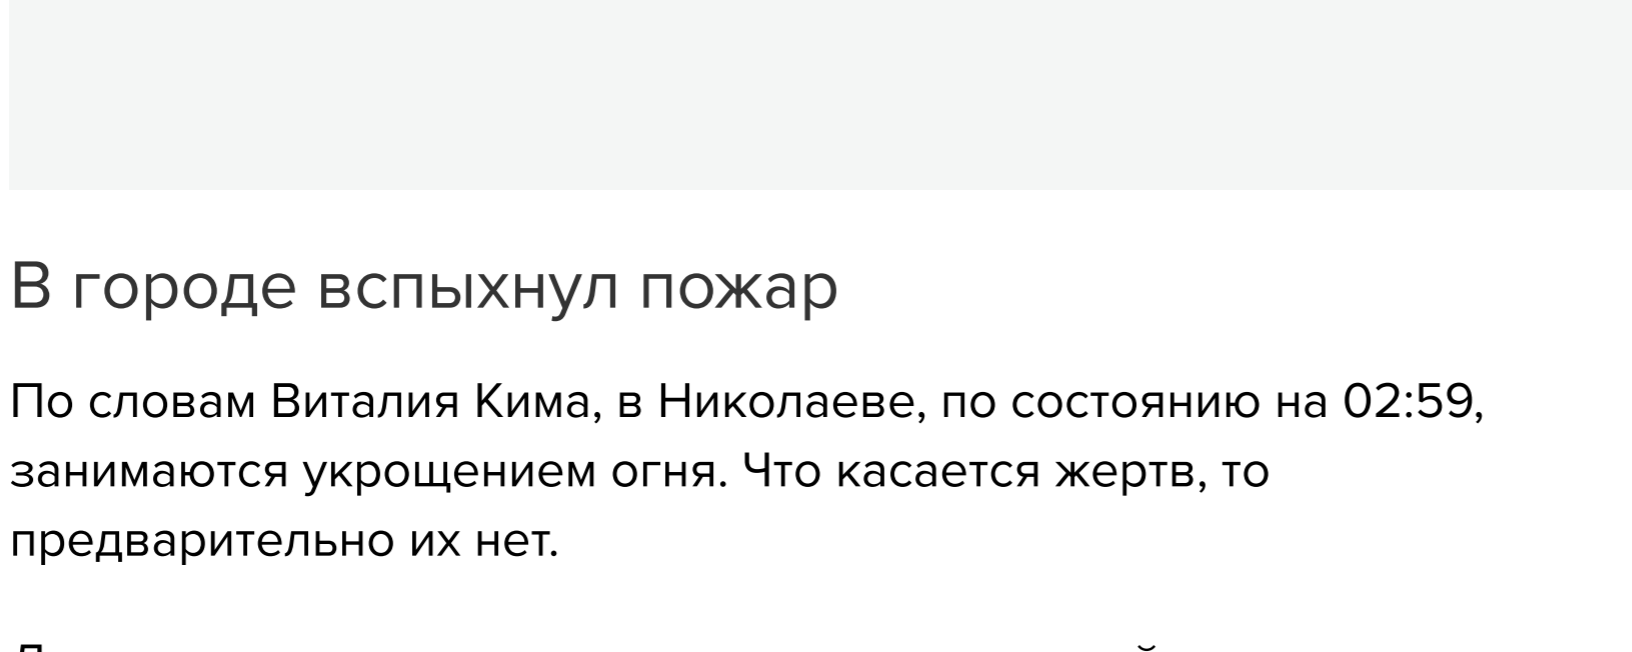 В городе вспыхнул пожар
По словам Виталия Кима, в Николаеве, по состоянию на 02:59,
занимаются укрощением огня. Что касается жертв, то
предварительно их нет.